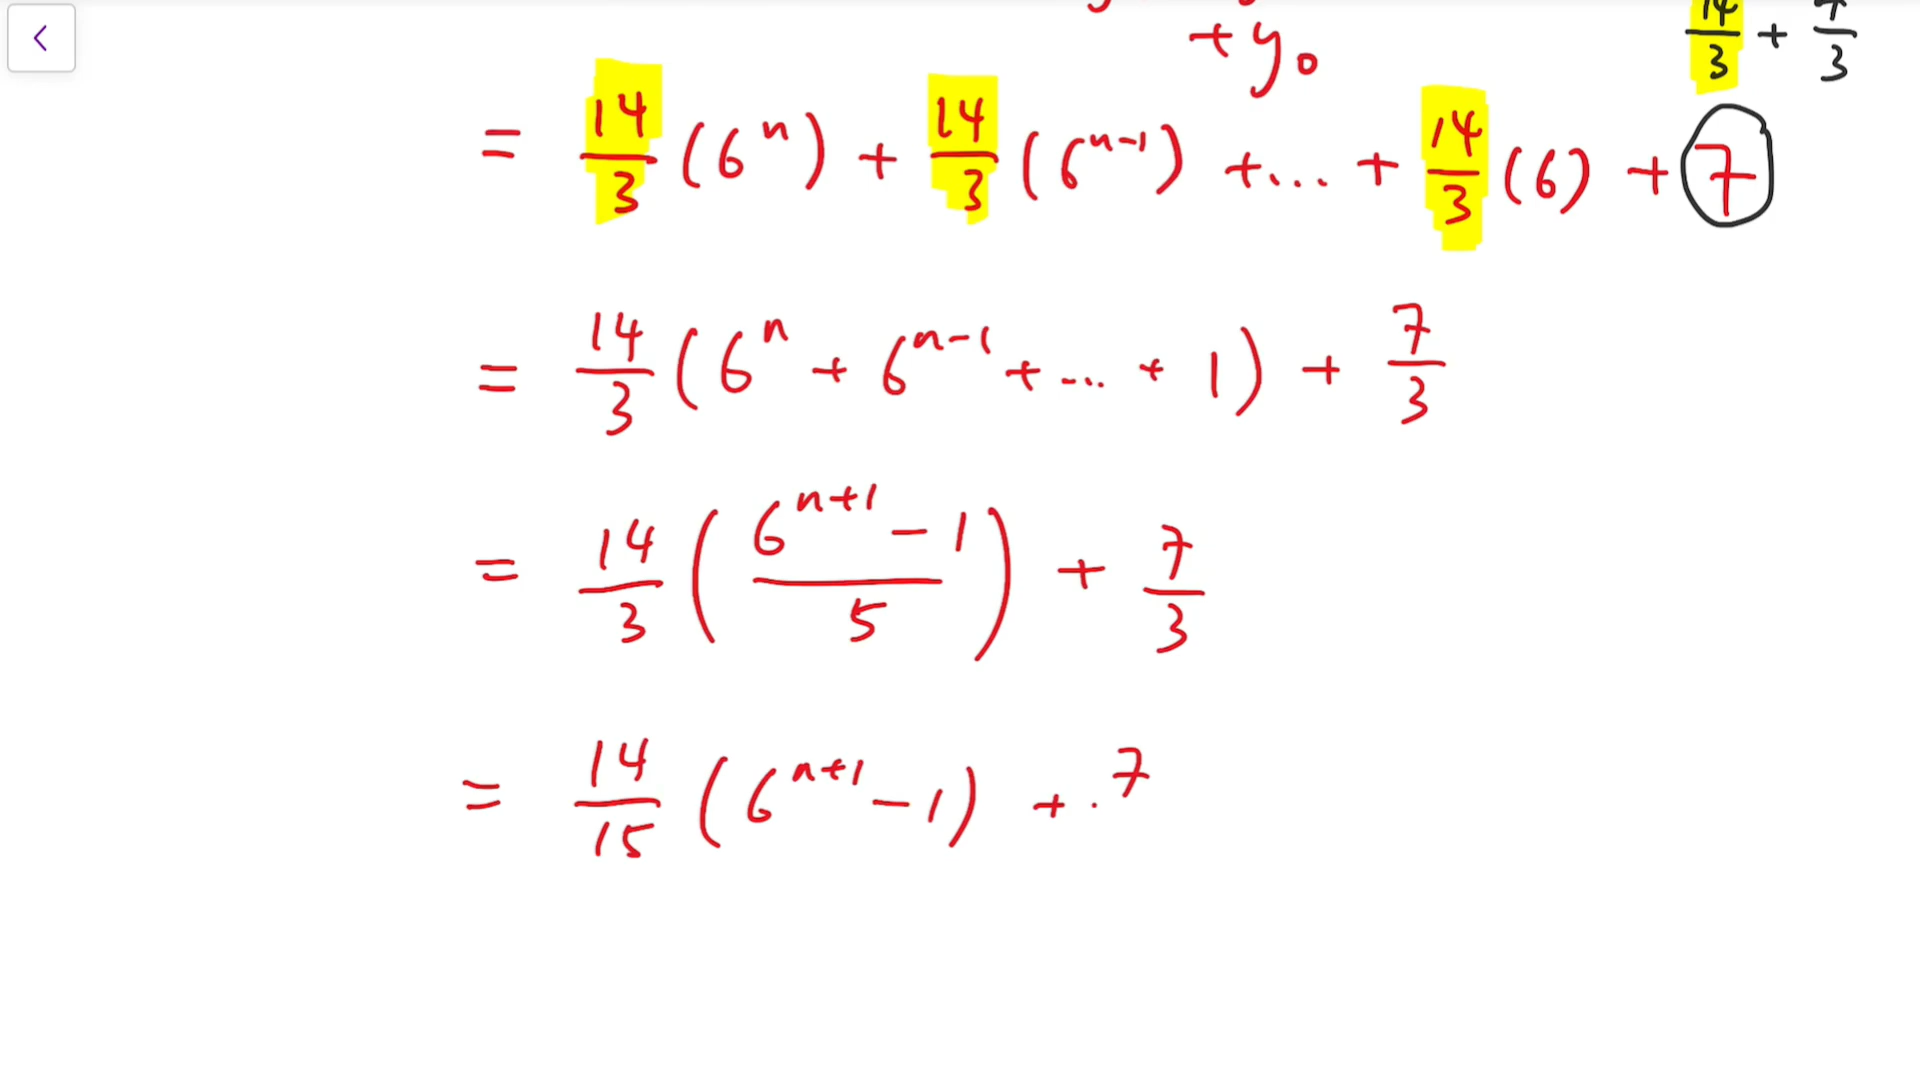 + y₀
14/3 + 7/3
= 14/3 (6ⁿ) + 14/3 (6ⁿ⁻¹) + ... + 14/3 (6) + 7
= 14/3 (6ⁿ + 6ⁿ⁻¹ + ... + 1) + 7/3
= 14/3 ((6ⁿ⁺¹ - 1)/5) + 7/3
= 14/15 (6ⁿ⁺¹ - 1) + . 7